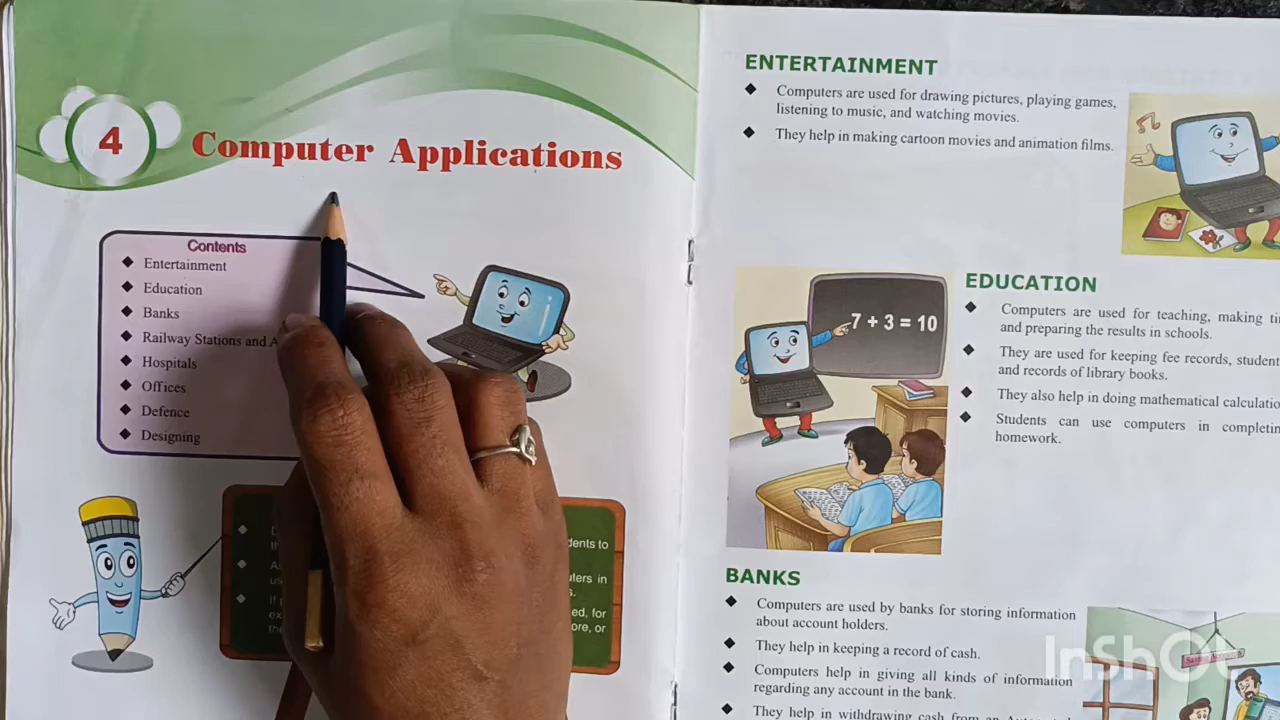 4
Computer Applications
Contents
Entertainment
Education
Banks
Railway Stations and
Hospitals
Offices
Defence
Designing
dents to
ters in
ed, for
ore, or
ENTERTAINMENT
Computers are used for drawing pictures, playing games,
listening to music, and watching movies.
They help in making cartoon movies and animation films.
7 + 3 = 10
EDUCATION
Computers are used for teaching, making
and preparing the results in schools.
They are used for keeping fee records,
and records of library books.
They also help in doing mathematical
Students can use computers in
homework.
BANKS
Computers are used by banks for storing information
about account holders.
They help in keeping a record of cash.
Computers help in giving all kinds of information
regarding any account in the bank.
They help in withdrawing cash from an
InShOt